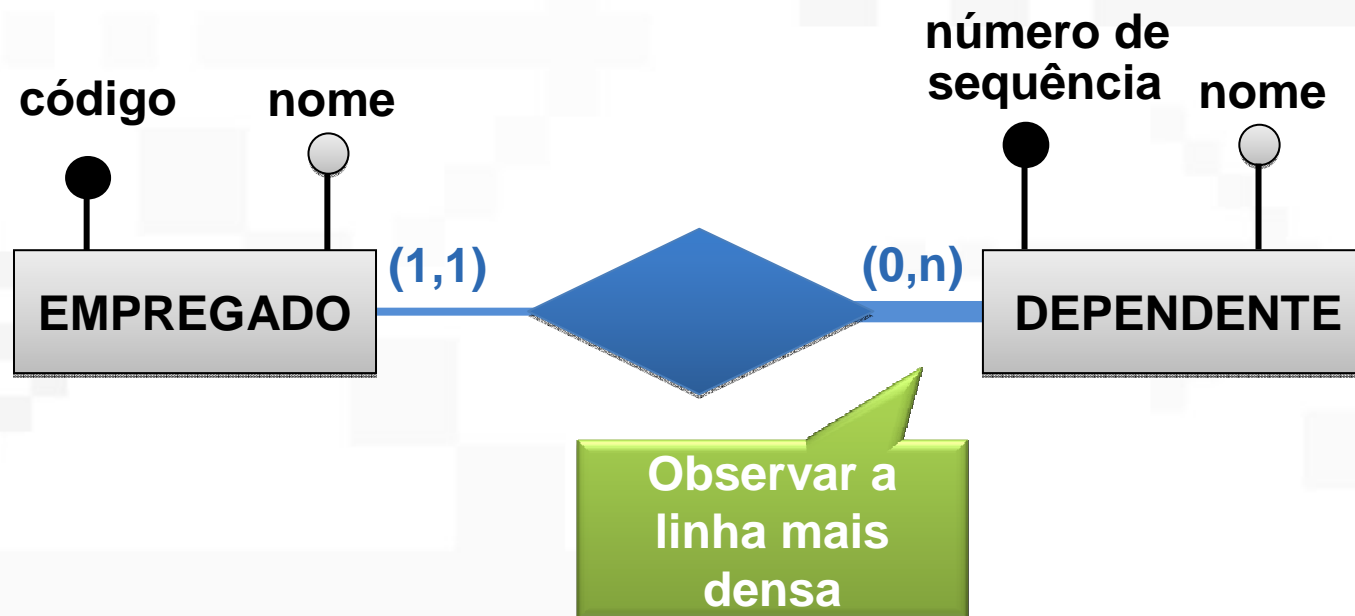 código
nome
número de
sequência
nome
(1,1)
(0,n)
EMPREGADO
DEPENDENTE
Observar a
linha mais
densa